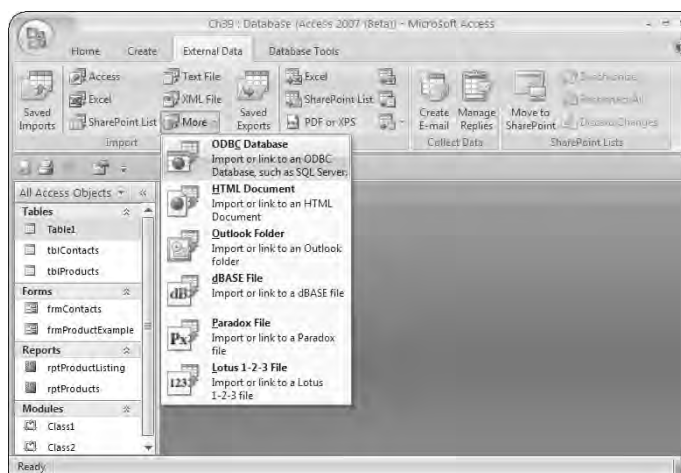 Ch39 : Database (Access 2007 (Beta)) - Microsoft Access
Home Create External Data Database Tools
Saved Imports
Access
Excel
SharePoint List
Text File
XML File
More
Import
Saved Exports
Excel
SharePoint List
PDF or XPS
Create E-mail
Manage Replies
Collect Data
Move to SharePoint
Synchronize
Discard Changes
SharePoint Lists
ODBC Database
Import or link to an ODBC
Database, such as SQL Server.
HTML Document
Import or link to an HTML
Document
Outlook Folder
Import or link to an Outlook
folder
dB
dBASE File
Import or link to a dBASE file
Px
Paradox File
Import or link to a Paradox
file
123
Lotus 1-2-3 File
Import or link to a Lotus
1-2-3 file
All Access Objects
Tables
Table1
tblContacts
tblProducts
Forms
frmContacts
frmProductExample
Reports
rptProductListing
rptProducts
Modules
Class1
Class2
Ready